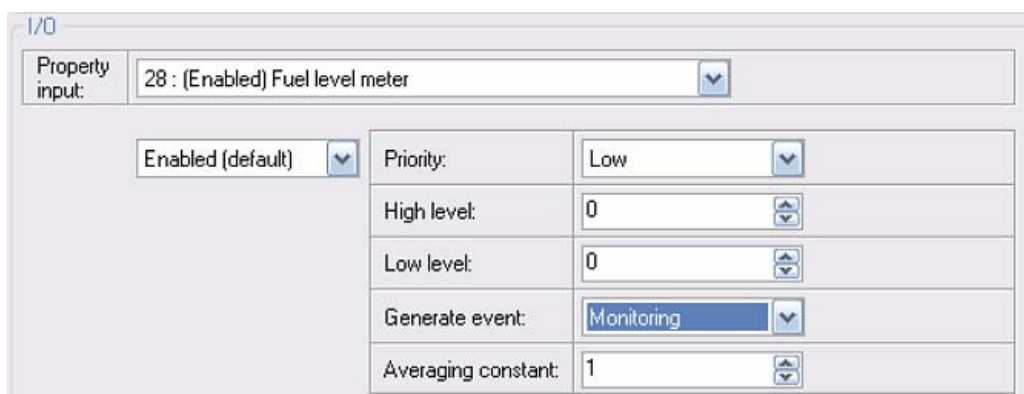 I/O
Property input:
28 : (Enabled) Fuel level meter
Enabled (default)
Priority:
Low
High level:
0
Low level:
0
Generate event:
Monitoring
Averaging constant:
1